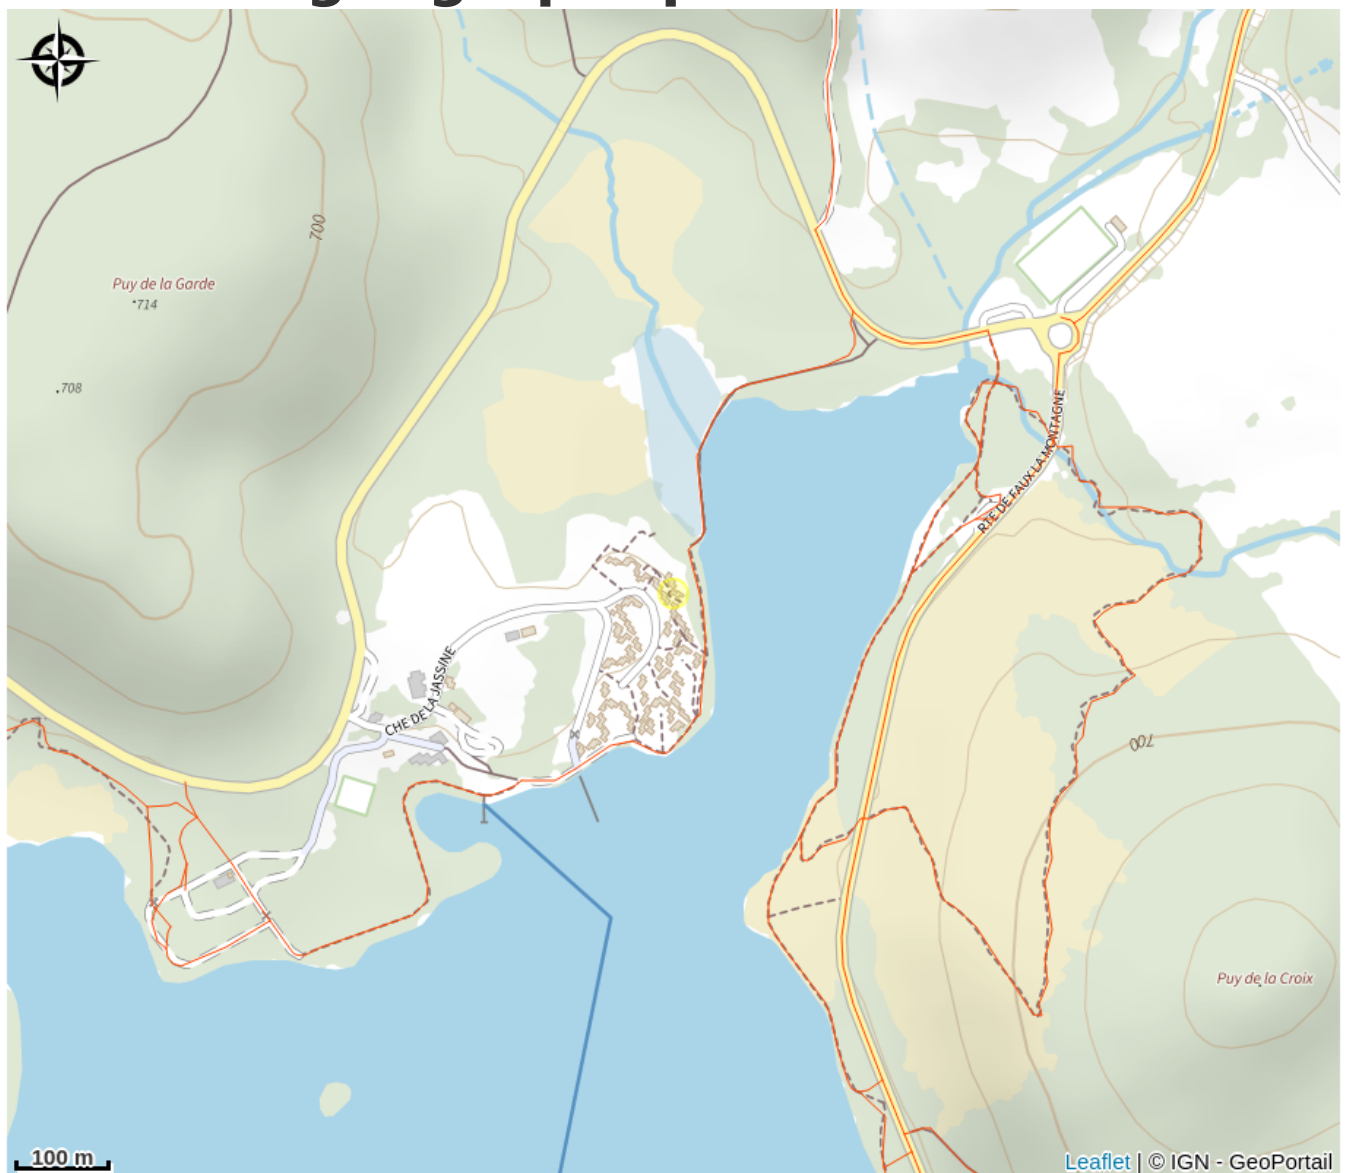 700
Puy de la Garde
714
708
RTE DE FAUX LA MONTAGNE
CHE DE LA JASSINE
700
Puy de la Croix
100 m
Leaflet | © IGN - GeoPortail